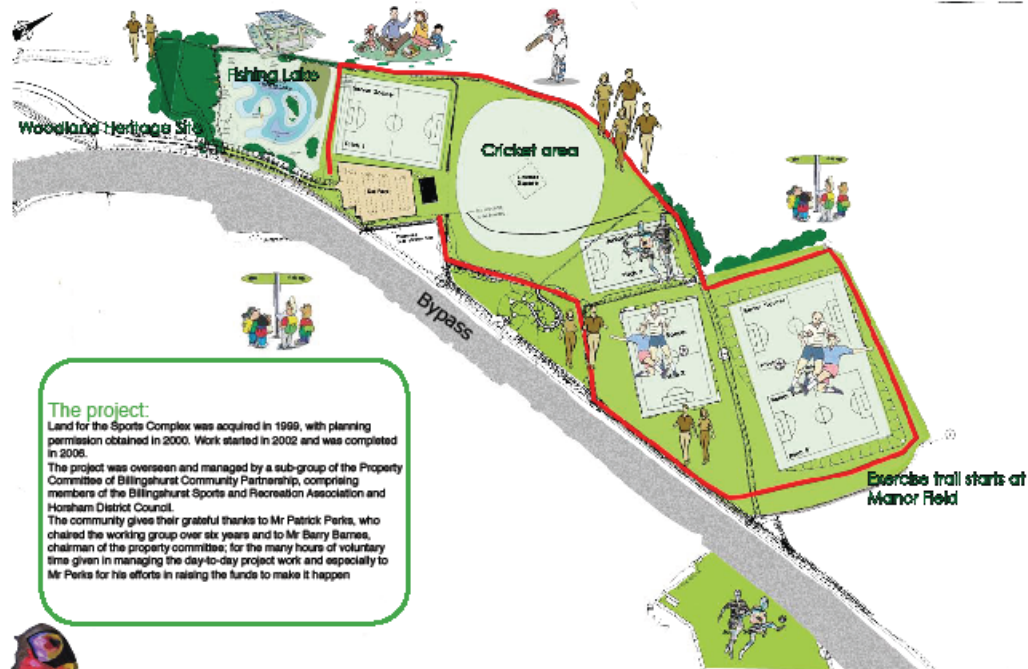 Fishing Lake
Woodland Heritage Site
Cricket area
Cricket
Square
Car Park
Bypass
Exercise trail starts at
Manor Field
The project:
Land for the Sports Complex was acquired in 1999, with planning
permission obtained in 2000. Work started in 2002 and was completed
in 2006.
The project was overseen and managed by a sub-group of the Property
Committee of Billingshurst Community Partnership, comprising
members of the Billingshurst Sports and Recreation Association and
Horsham District Council.
The community gives their grateful thanks to Mr Patrick Perks, who
chaired the working group over six years and to Mr Barry Barnes,
chairman of the property committee; for the many hours of voluntary
time given in managing the day-to-day project work and especially to
Mr Perks for his efforts in raising the funds to make it happen